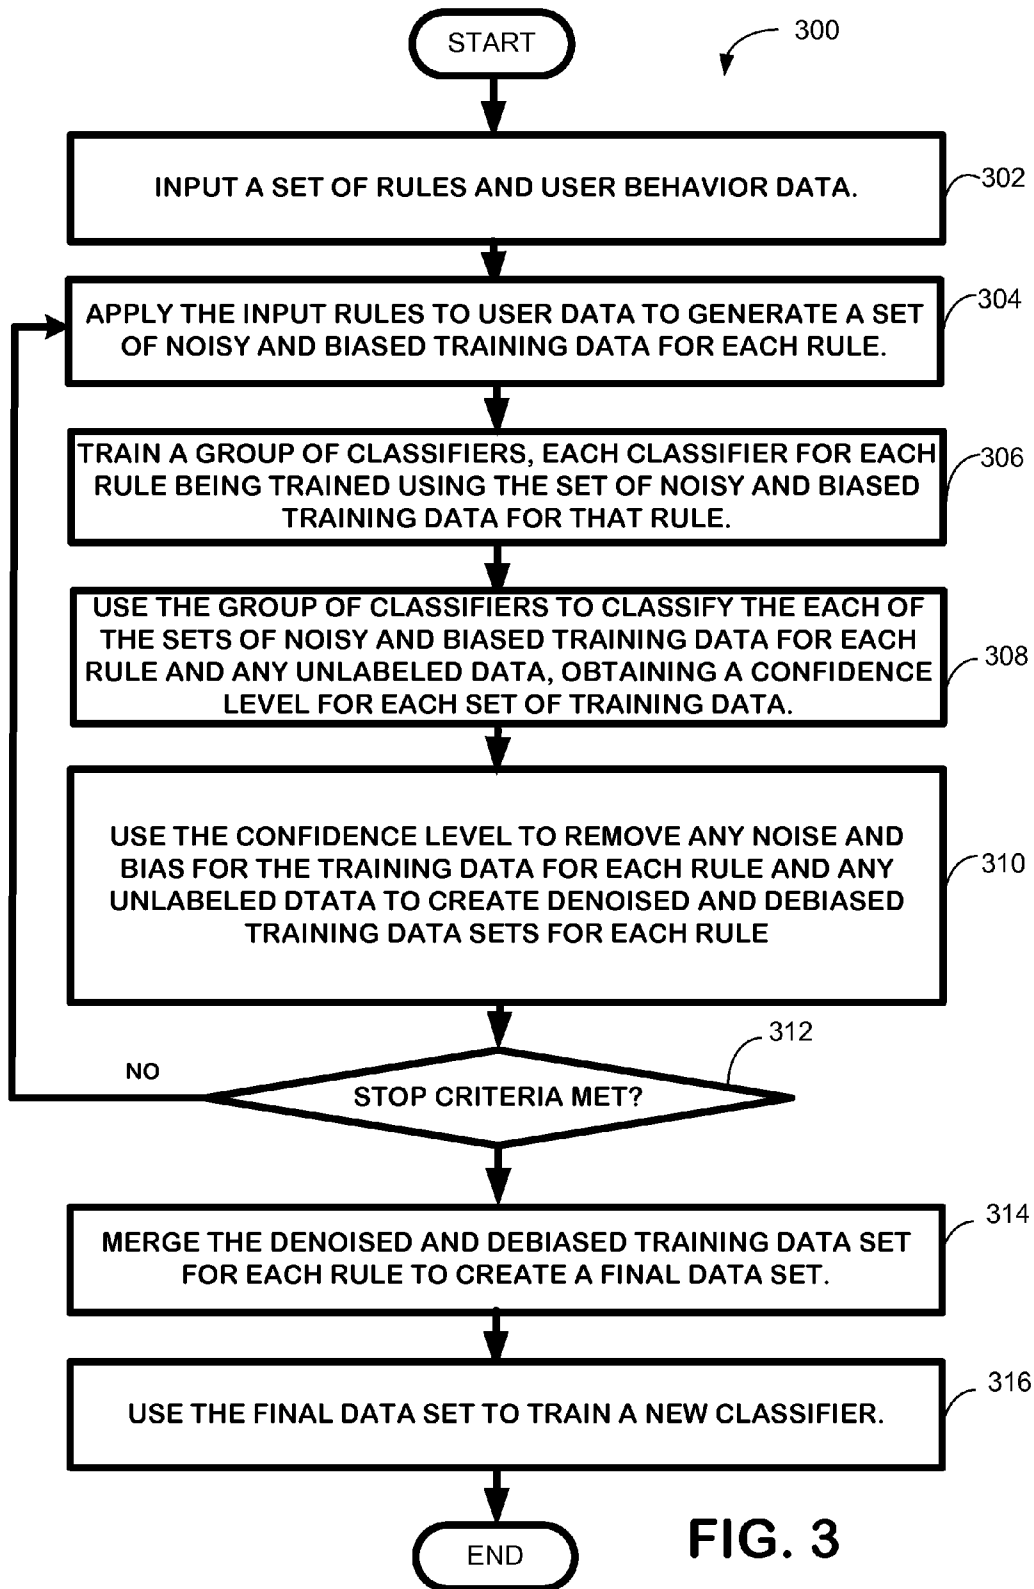 START
300
INPUT A SET OF RULES AND USER BEHAVIOR DATA.
302
APPLY THE INPUT RULES TO USER DATA TO GENERATE A SET
OF NOISY AND BIASED TRAINING DATA FOR EACH RULE.
304
TRAIN A GROUP OF CLASSIFIERS, EACH CLASSIFIER FOR EACH
RULE BEING TRAINED USING THE SET OF NOISY AND BIASED
TRAINING DATA FOR THAT RULE.
306
USE THE GROUP OF CLASSIFIERS TO CLASSIFY THE EACH OF
THE SETS OF NOISY AND BIASED TRAINING DATA FOR EACH
RULE AND ANY UNLABELED DATA, OBTAINING A CONFIDENCE
LEVEL FOR EACH SET OF TRAINING DATA.
308
USE THE CONFIDENCE LEVEL TO REMOVE ANY NOISE AND
BIAS FOR THE TRAINING DATA FOR EACH RULE AND ANY
UNLABELED DTATA TO CREATE DENOISED AND DEBIASED
TRAINING DATA SETS FOR EACH RULE
310
312
NO
STOP CRITERIA MET?
MERGE THE DENOISED AND DEBIASED TRAINING DATA SET
FOR EACH RULE TO CREATE A FINAL DATA SET.
314
USE THE FINAL DATA SET TO TRAIN A NEW CLASSIFIER.
316
END
FIG. 3